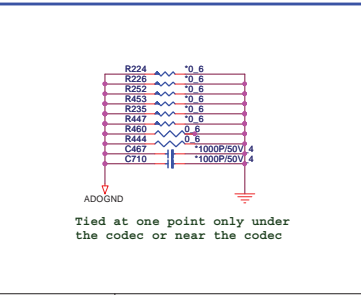 R224 *0_6
R226 *0_6
R252 *0_6
R453 *0_6
R235 *0_6
R447 *0_6
R460 0_6
R444 0_6
C467 *1000P/50V_4
C710 *1000P/50V_4
ADOGND
Tied at one point only under
the codec or near the codec